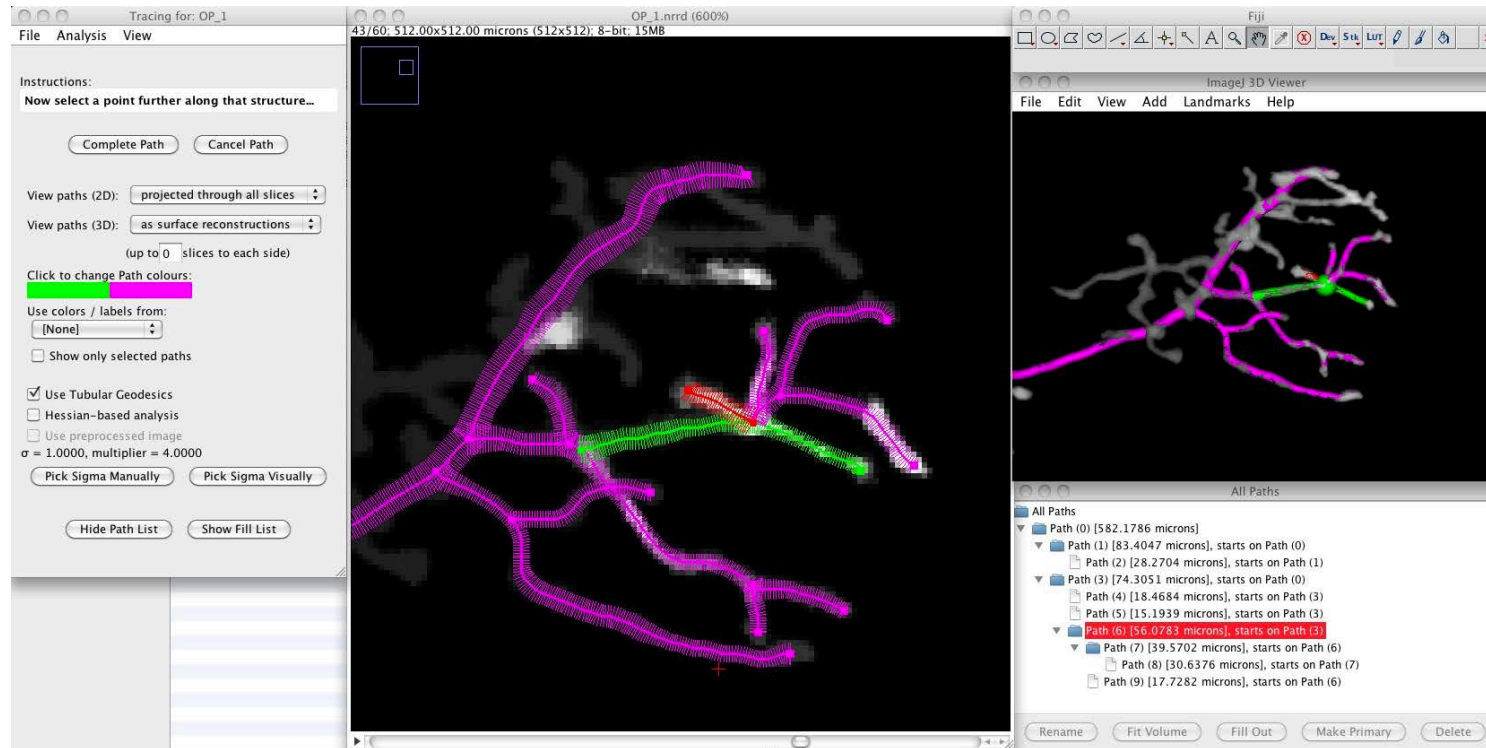 Tracing for: OP_1
File Analysis View
Instructions:
Now select a point further along that structure...
Complete Path Cancel Path
View paths (2D): projected through all slices
View paths (3D): as surface reconstructions
(up to 0 slices to each side)
Click to change Path colours:
Use colors / labels from:
[None]
Show only selected paths
Use Tubular Geodesics
Hessian-based analysis
Use preprocessed image
σ = 1.0000, multiplier = 4.0000
Pick Sigma Manually Pick Sigma Visually
Hide Path List Show Fill List
OP_1.nrrd (600%)
43/60; 512.00x512.00 microns (512x512); 8-bit; 15MB
Fiji
A Dev Stk LUT
ImageJ 3D Viewer
File Edit View Add Landmarks Help
All Paths
All Paths
Path (0) [582.1786 microns]
Path (1) [83.4047 microns], starts on Path (0)
Path (2) [28.2704 microns], starts on Path (1)
Path (3) [74.3051 microns], starts on Path (0)
Path (4) [18.4684 microns], starts on Path (3)
Path (5) [15.1939 microns], starts on Path (3)
Path (6) [56.0783 microns], starts on Path (3)
Path (7) [39.5702 microns], starts on Path (6)
Path (8) [30.6376 microns], starts on Path (7)
Path (9) [17.7282 microns], starts on Path (6)
Rename Fit Volume Fill Out Make Primary Delete